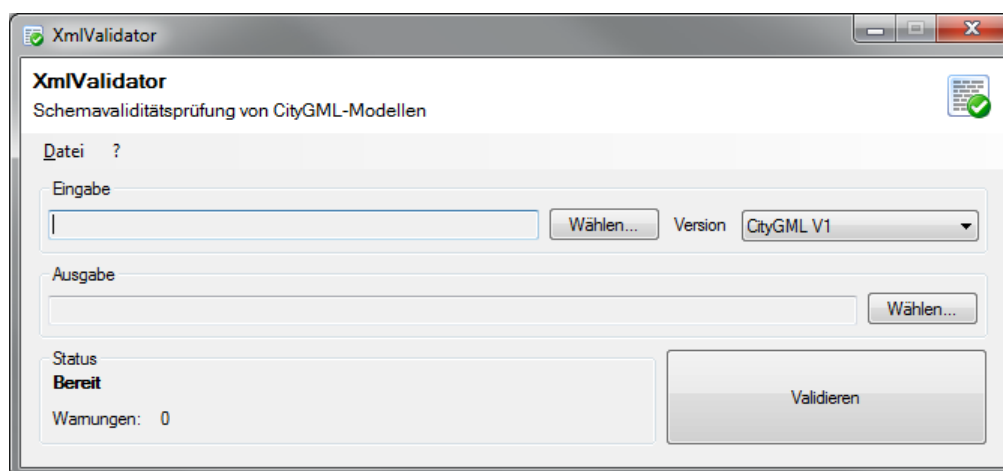 XmlValidator
XmlValidator
Schemavaliditätsprüfung von CityGML-Modellen
Datei ?
Eingabe
Wählen... Version CityGML V1
Ausgabe
Wählen...
Status
Bereit
Validieren
Warnungen: 0